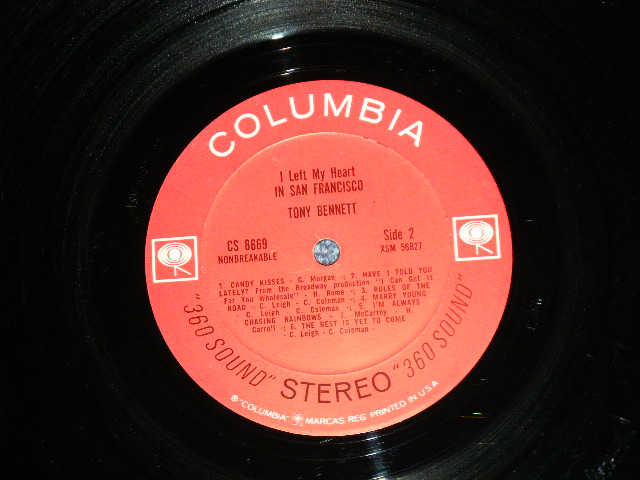 COLUMBIA
I Left My Heart
IN SAN FRANCISCO
TONY BENNETT
CS 8669
NONBREAKABLE
Side 2
XSM 56827
1. CANDY KISSES - G. Morgan -:- 2. HAVE I TOLD YOU
LATELY? From the Broadway production "I Can Get it
For You Wholesale" - H. Rome -:- 3. RULES OF THE
ROAD - C. Leigh - C. Coleman -:- 4. MARRY YOUNG
- C. Leigh - C. Coleman -:- 5. I'M ALWAYS
CHASING RAINBOWS - J. McCarthy - H.
Carroll -:- 6. THE BEST IS YET TO COME
- C. Leigh - C. Coleman -
"360 SOUND" STEREO "360 SOUND"
® "COLUMBIA" MARCAS REG. PRINTED IN U.S.A.